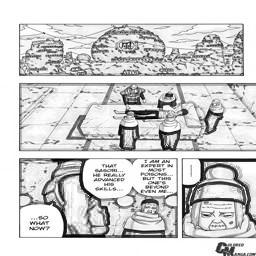 I AM AN
EXPERT IN
MOST
POISONS...
BUT THIS
ONE'S
BEYOND
EVEN ME...
THAT
SASORI...
HE REALLY
ADVANCED
HIS
SKILLS...
...SO
WHAT
NOW?
COLORED
MANGA.COM